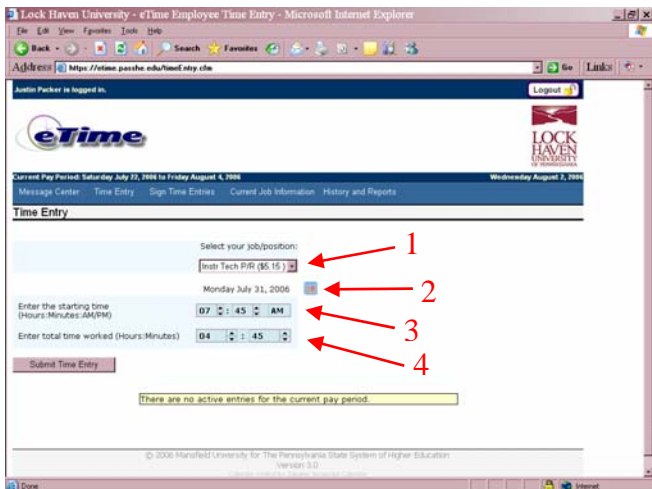 Lock Haven University - eTime Employee Time Entry - Microsoft Internet Explorer
File Edit View Favorites Tools Help
Back Search Favorites
Address https://etime.passhe.edu/timeEntry.cfm Go Links
Justin Packer is logged in. Logout
eTime
LOCK
HAVEN
UNIVERSITY
OF PENNSYLVANIA
Current Pay Period: Saturday July 22, 2006 to Friday August 4, 2006 Wednesday August 2, 2006
Message Center Time Entry Sign Time Entries Current Job Information History and Reports
Time Entry
Select your job/position:
1
Instr Tech P/R ($5.15 )
Monday July 31, 2006
2
Enter the starting time
(Hours:Minutes:AM/PM)
07 : 45 AM
3
Enter total time worked (Hours:Minutes) 04 : 45
4
Submit Time Entry
There are no active entries for the current pay period.
© 2006 Mansfield University for The Pennsylvania State System of Higher Education
Version 3.0
Done Internet